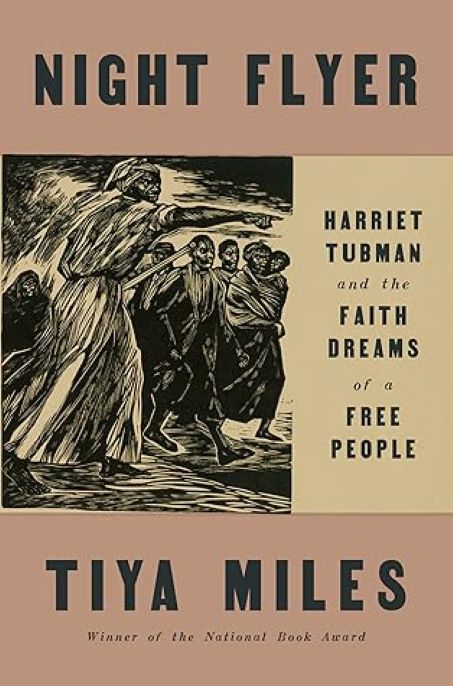 NIGHT FLYER
HARRIET
TUBMAN
and the
FAITH
DREAMS
of a
FREE
PEOPLE
TIYA MILES
Winner of the National Book Award